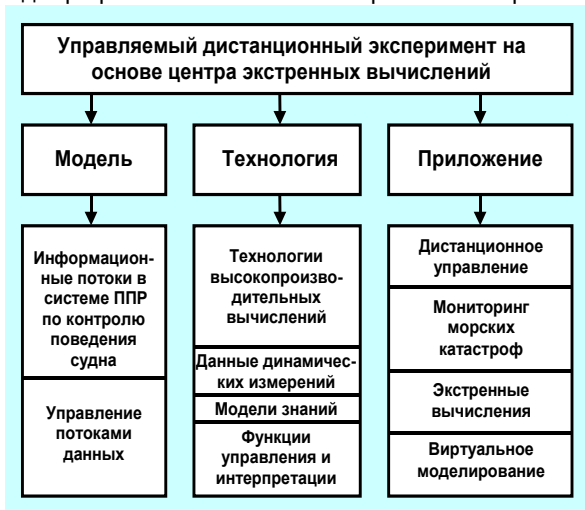 Управляемый дистанционный эксперимент на
основе центра экстренных вычислений
Модель
Технология
Приложение
Информацион-
ные потоки в
системе ППР
по контролю
поведения
судна
Управление
потоками
данных
Технологии
высокопроизво-
дительных
вычислений
Данные динамичес-
ких измерений
Модели знаний
Функции
управления и
интерпретации
Дистанционное
управление
Мониторинг
морских
катастроф
Экстренные
вычисления
Виртуальное
моделирование